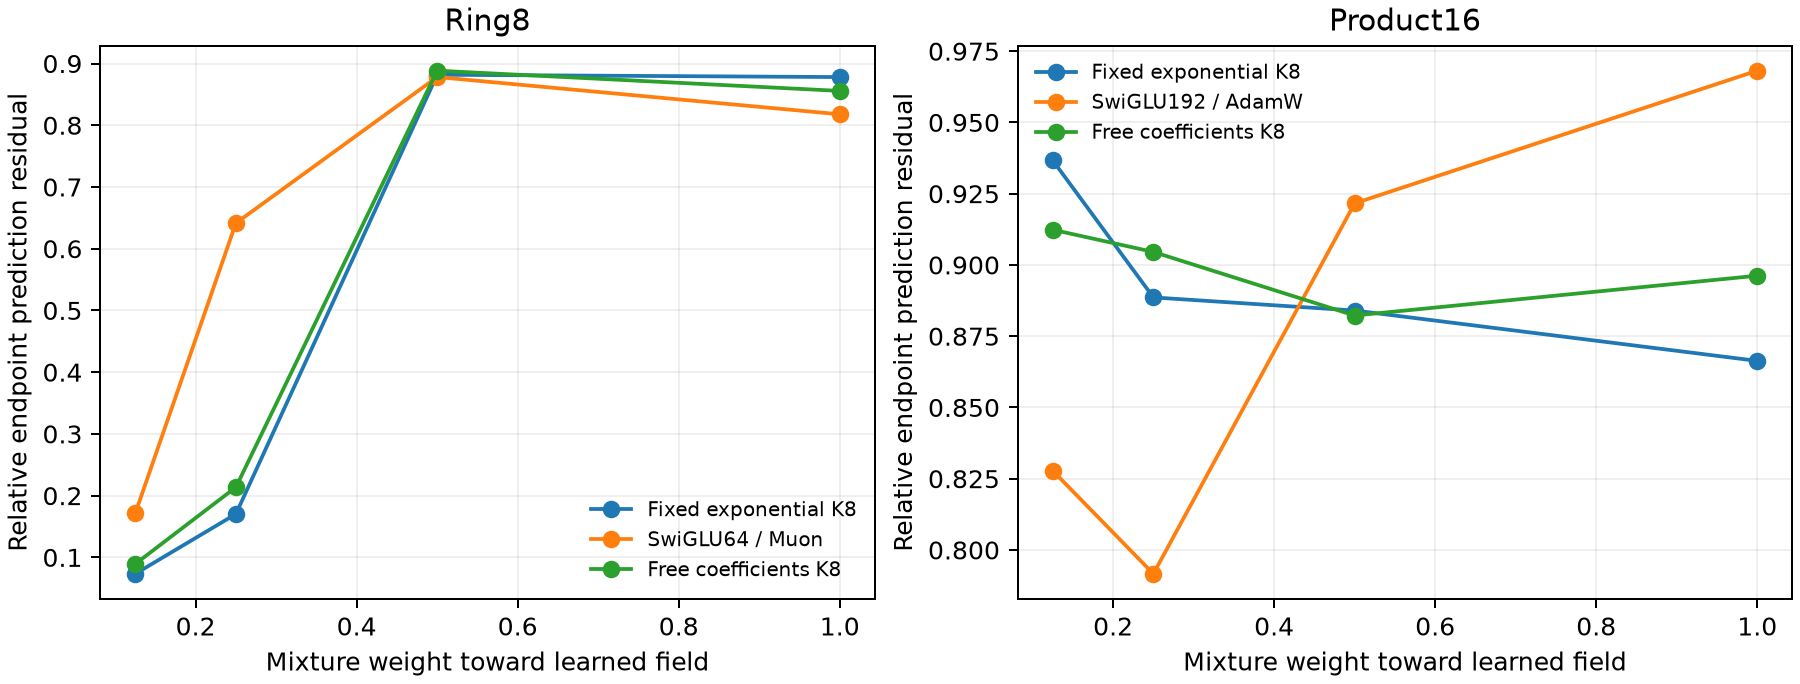 Ring8
Relative endpoint prediction residual
0.9
0.8
0.7
0.6
0.5
0.4
0.3
0.2
0.1
Fixed exponential K8
SwiGLU64 / Muon
Free coefficients K8
0.2 0.4 0.6 0.8 1.0
Mixture weight toward learned field
Product16
Relative endpoint prediction residual
0.975
0.950
0.925
0.900
0.875
0.850
0.825
0.800
Fixed exponential K8
SwiGLU192 / AdamW
Free coefficients K8
0.2 0.4 0.6 0.8 1.0
Mixture weight toward learned field